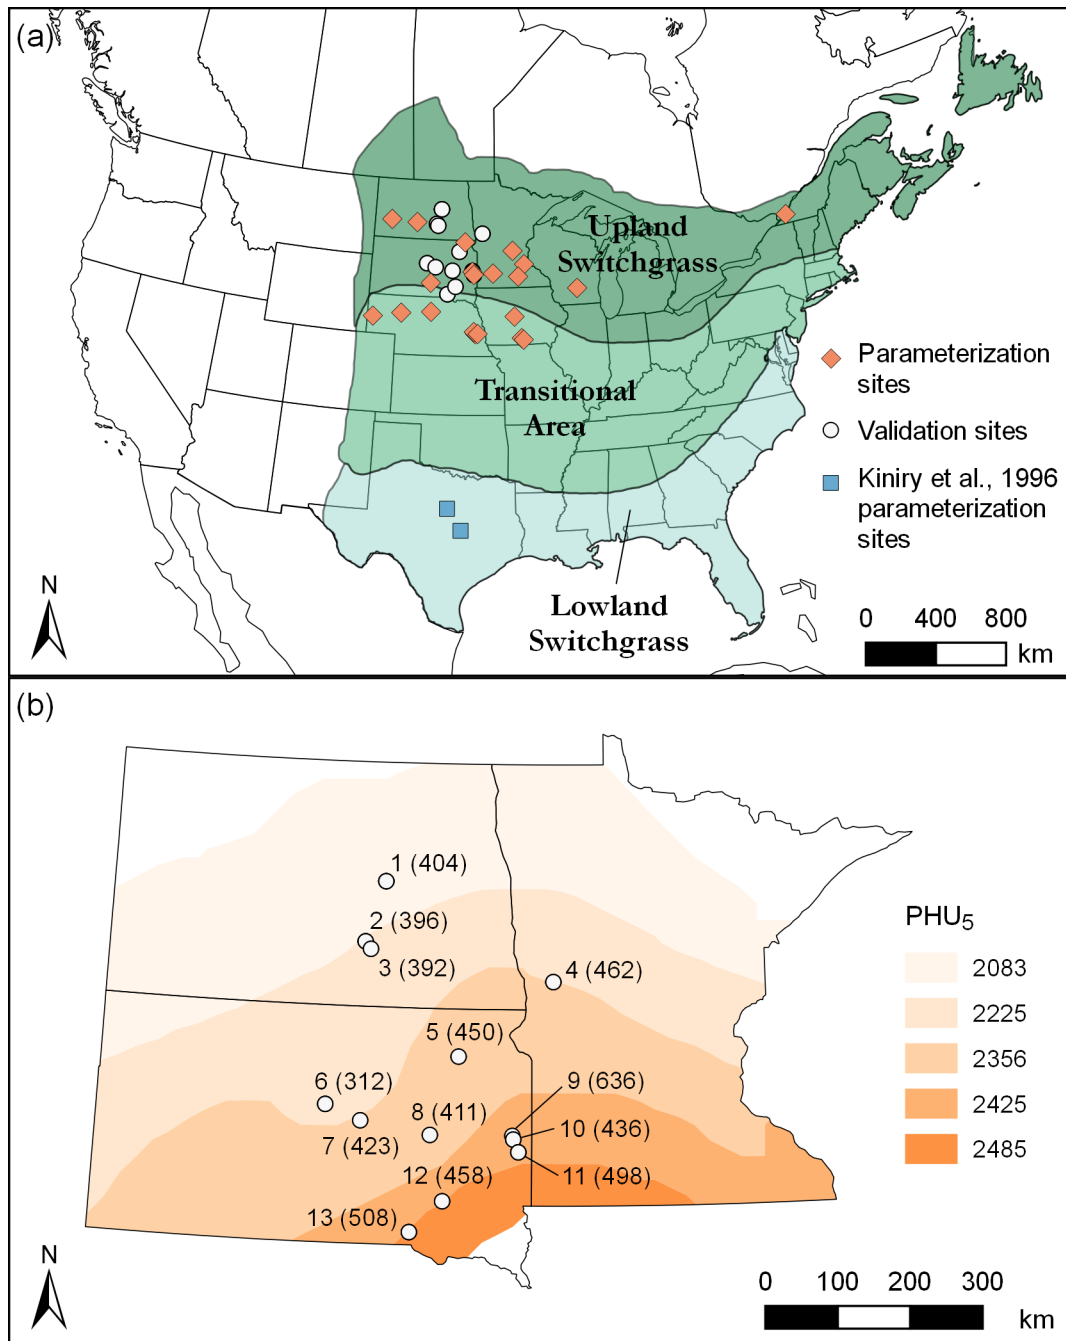 (a)
Upland
Switchgrass
Transitional
Area
Lowland
Switchgrass
Parameterization
sites
Validation sites
Kiniry et al., 1996
parameterization
sites
N
0 400 800
km
(b)
1 (404)
2 (396)
3 (392)
4 (462)
5 (450)
6 (312)
7 (423)
8 (411)
9 (636)
10 (436)
11 (498)
12 (458)
13 (508)
PHU5
2083
2225
2356
2425
2485
N
0 100 200 300
km